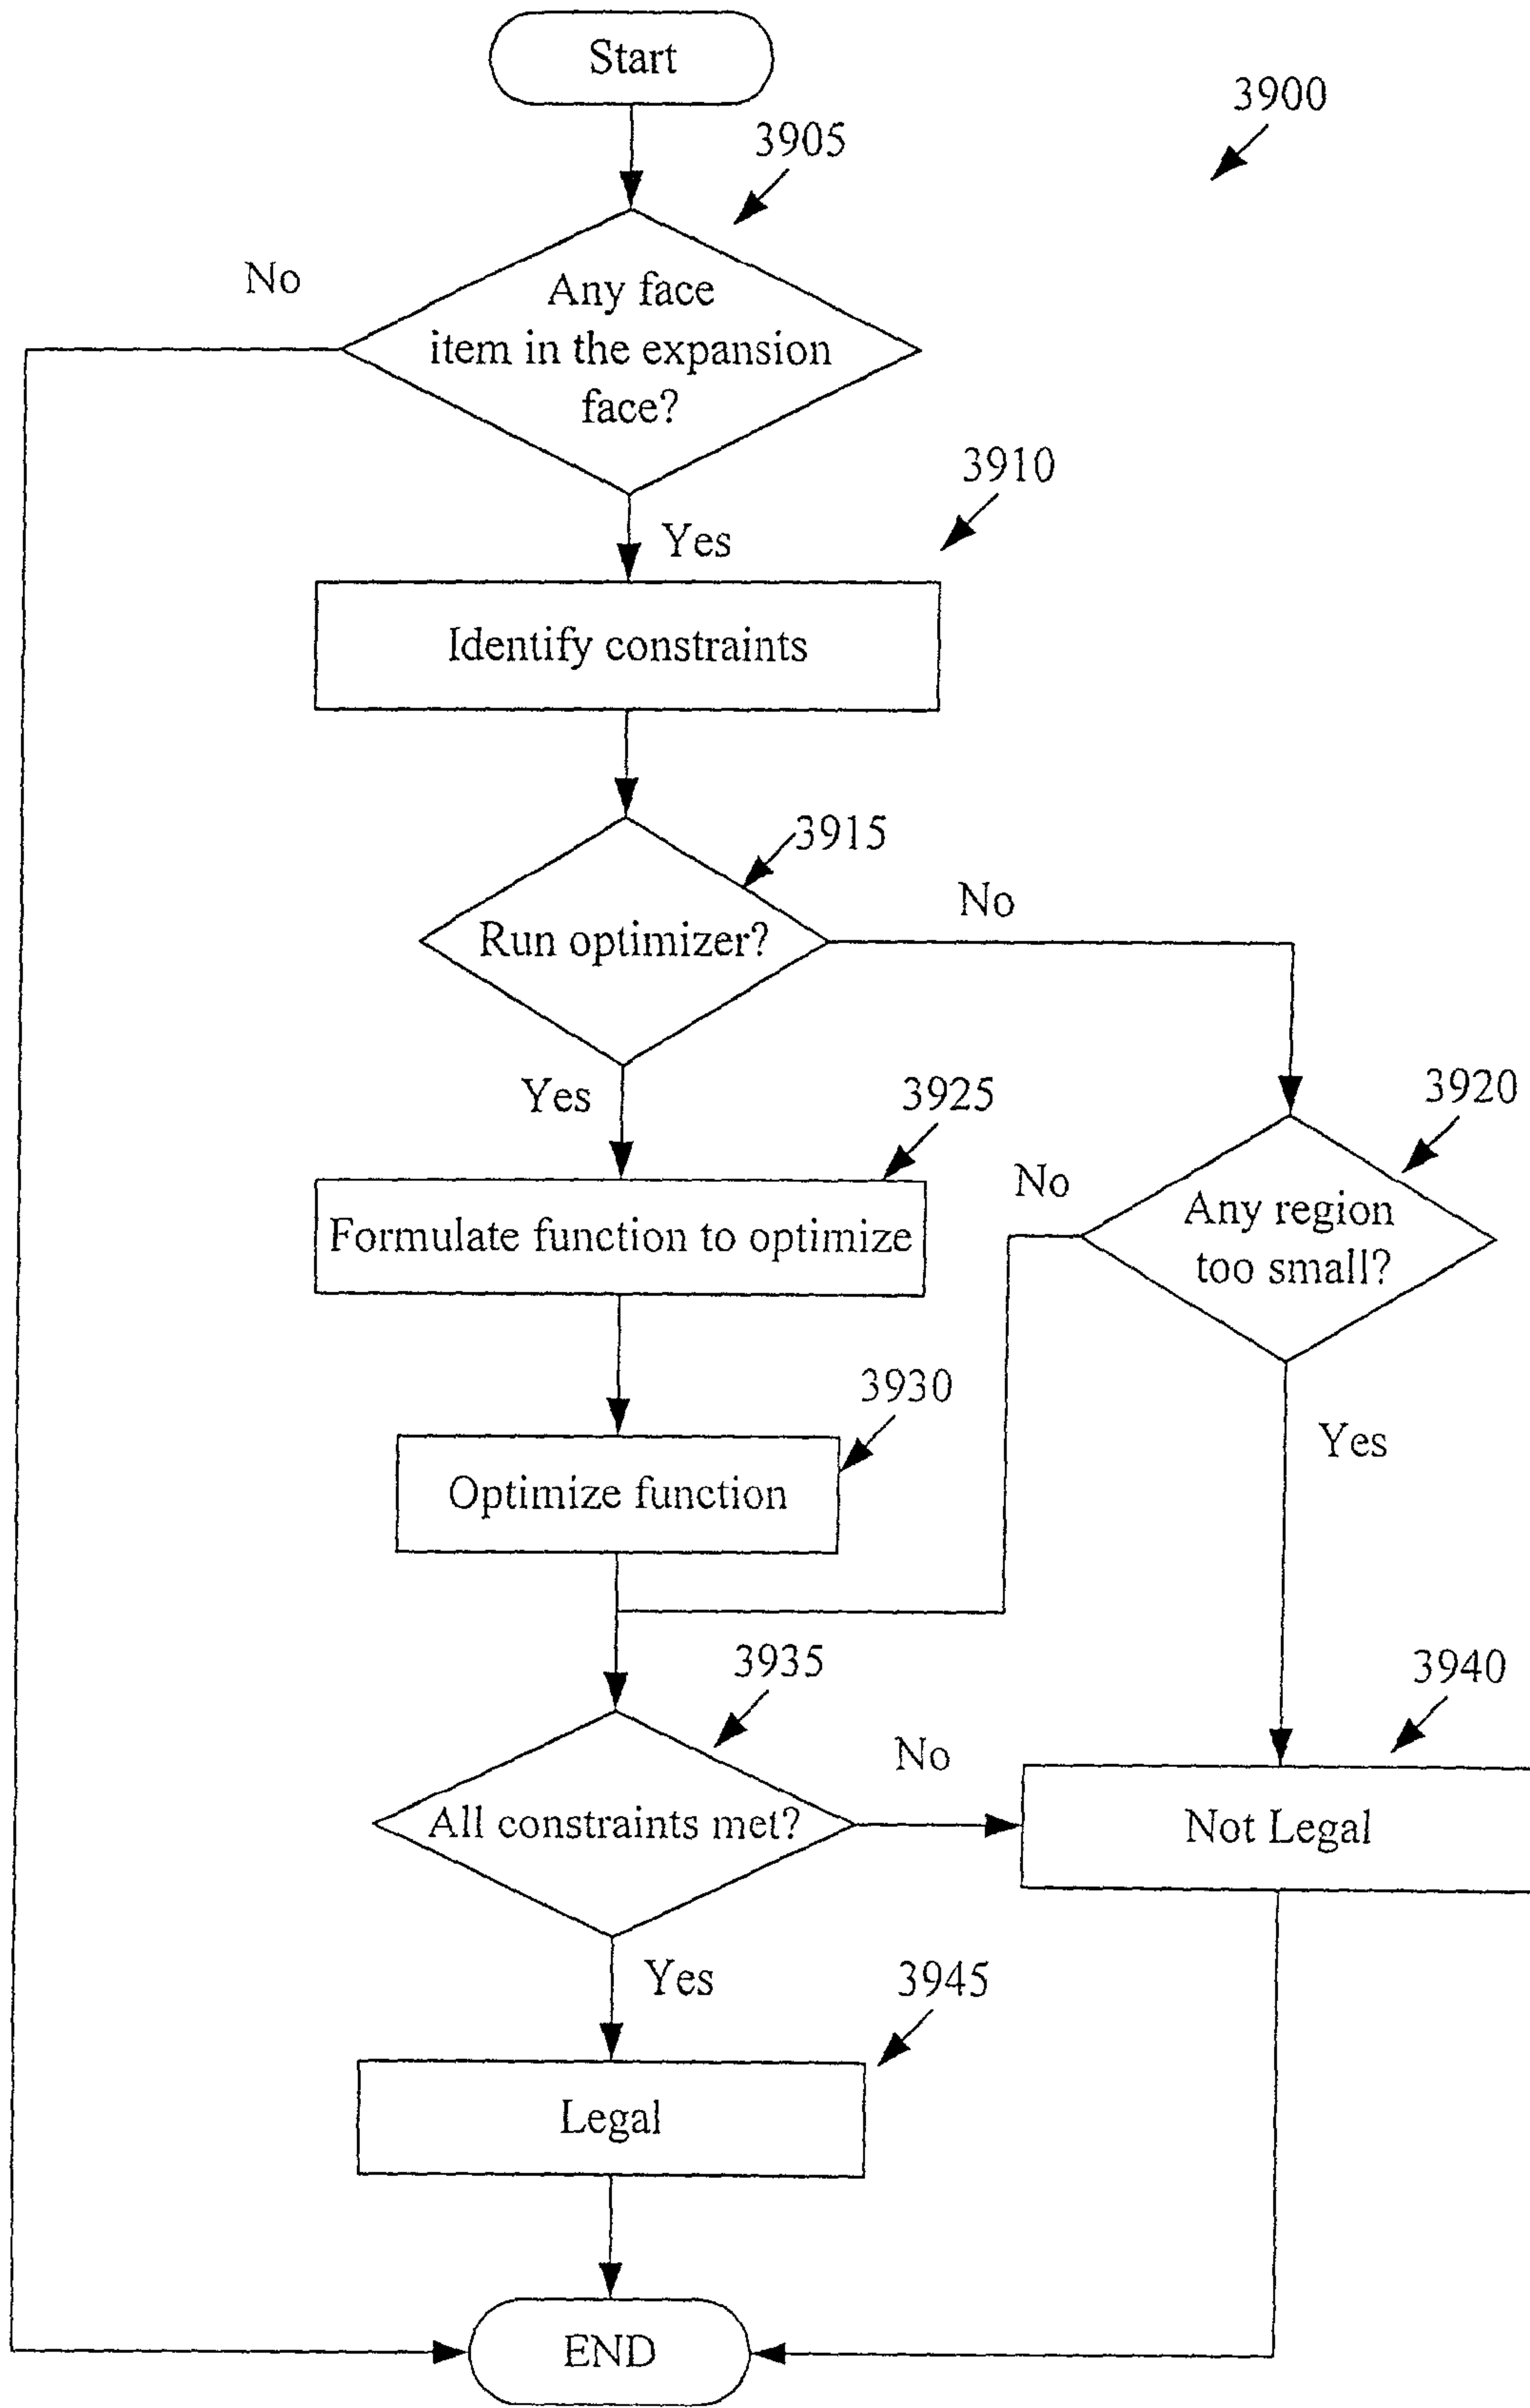 Start
3900
3905
No
Any face
item in the expansion
face?
3910
Yes
Identify constraints
3915
No
Run optimizer?
Yes
3925
3920
No
Formulate function to optimize
Any region
too small?
3930
Yes
Optimize function
3935
3940
No
All constraints met?
Not Legal
Yes
3945
Legal
END